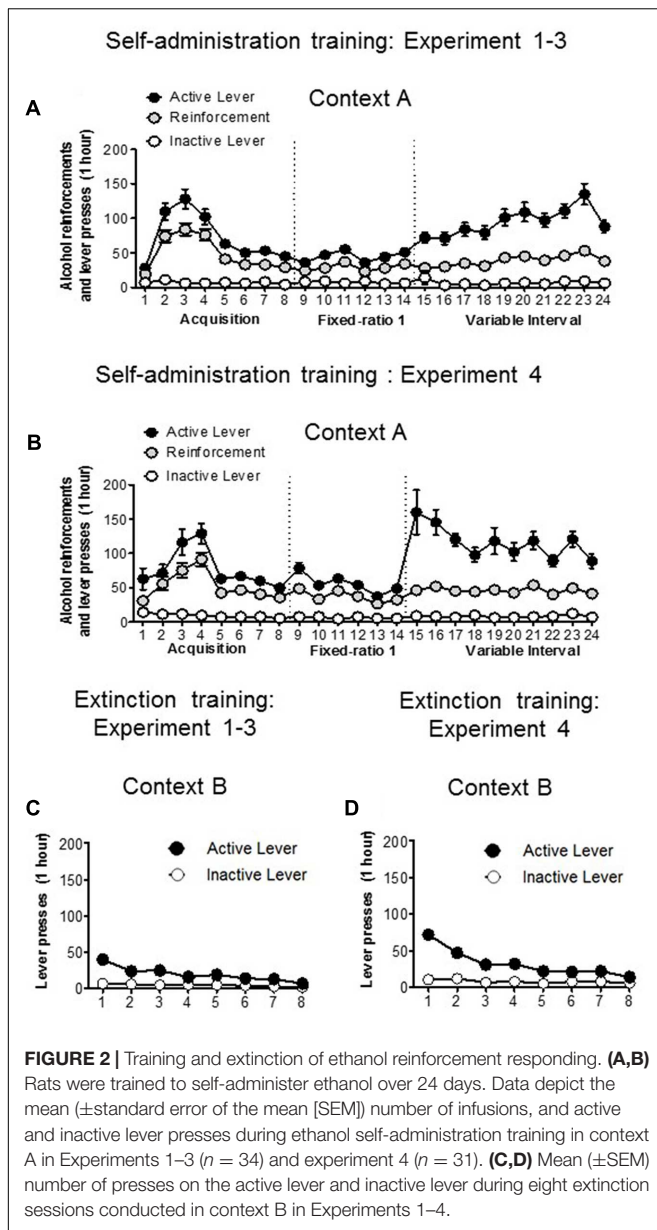 Self-administration training: Experiment 1-3
A
Active Lever
Reinforcement
Inactive Lever
Context A
Alcohol reinforcements
and lever presses (1 hour)
200
150
100
50
0
1 2 3 4 5 6 7 8 9 10 11 12 13 14 15 16 17 18 19 20 21 22 23 24
Acquisition Fixed-ratio 1 Variable Interval
Self-administration training : Experiment 4
B
Active Lever
Reinforcement
Inactive Lever
Context A
Alcohol reinforcements
and lever presses (1 hour)
200
150
100
50
0
1 2 3 4 5 6 7 8 9 10 11 12 13 14 15 16 17 18 19 20 21 22 23 24
Acquisition Fixed-ratio 1 Variable Interval
Extinction training:
Experiment 1-3
Context B
C
Active Lever
Inactive Lever
Lever presses (1 hour)
200
150
100
50
0
1 2 3 4 5 6 7 8
Extinction training:
Experiment 4
Context B
D
Active Lever
Inactive Lever
Lever presses (1 hour)
200
150
100
50
0
1 2 3 4 5 6 7 8
FIGURE 2 | Training and extinction of ethanol reinforcement responding. (A,B)
Rats were trained to self-administer ethanol over 24 days. Data depict the
mean (±standard error of the mean [SEM]) number of infusions, and active
and inactive lever presses during ethanol self-administration training in context
A in Experiments 1–3 (n = 34) and experiment 4 (n = 31). (C,D) Mean (±SEM)
number of presses on the active lever and inactive lever during eight extinction
sessions conducted in context B in Experiments 1–4.